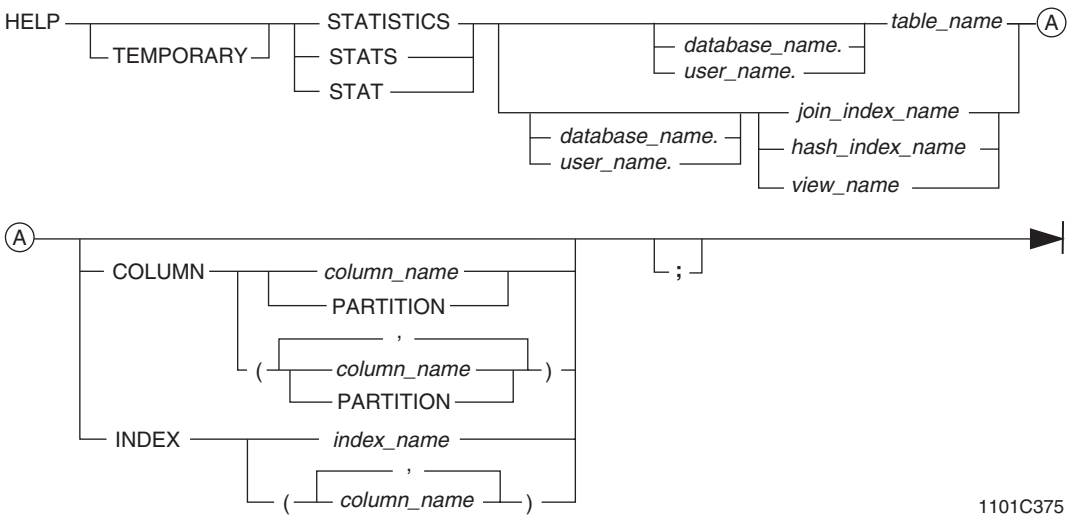 HELP STATISTICS table_name A
TEMPORARY STATS database_name.
STAT user_name.
join_index_name
database_name. hash_index_name
user_name. view_name
A
COLUMN column_name ;
PARTITION
,
( column_name )
PARTITION
INDEX index_name
,
( column_name )
1101C375